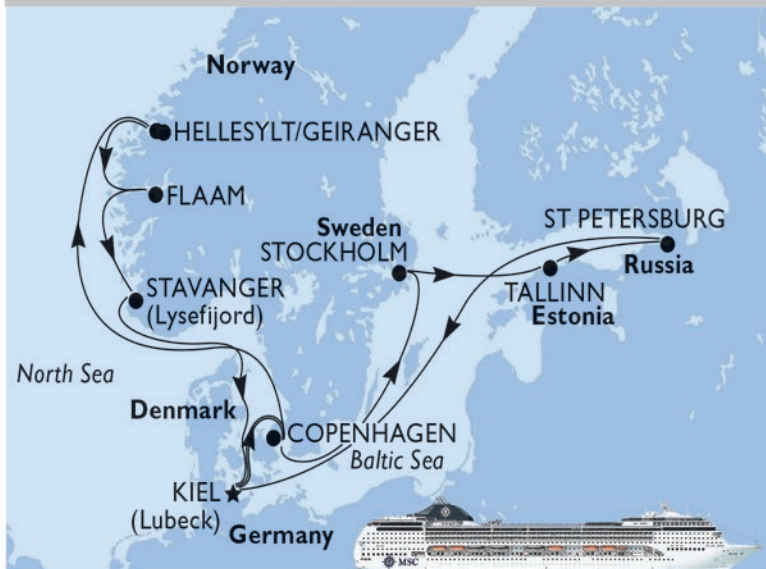 Norway
HELLESYLT/GEIRANGER
FLAAM
ST PETERSBURG
Sweden
STOCKHOLM
Russia
STAVANGER
(Lysefijord)
TALLINN
Estonia
North Sea
Denmark
COPENHAGEN
Baltic Sea
KIEL
(Lubeck)
Germany
MSC